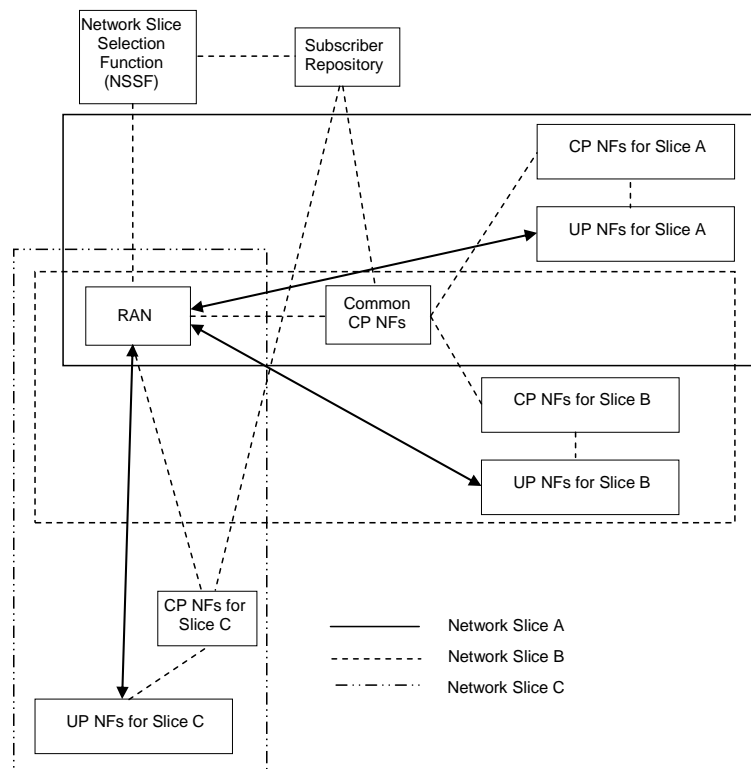 Network Slice
Selection
Function
(NSSF)
Subscriber
Repository
CP NFs for Slice A
UP NFs for Slice A
RAN
Common
CP NFs
CP NFs for Slice B
UP NFs for Slice B
CP NFs for
Slice C
UP NFs for Slice C
Network Slice A
Network Slice B
Network Slice C